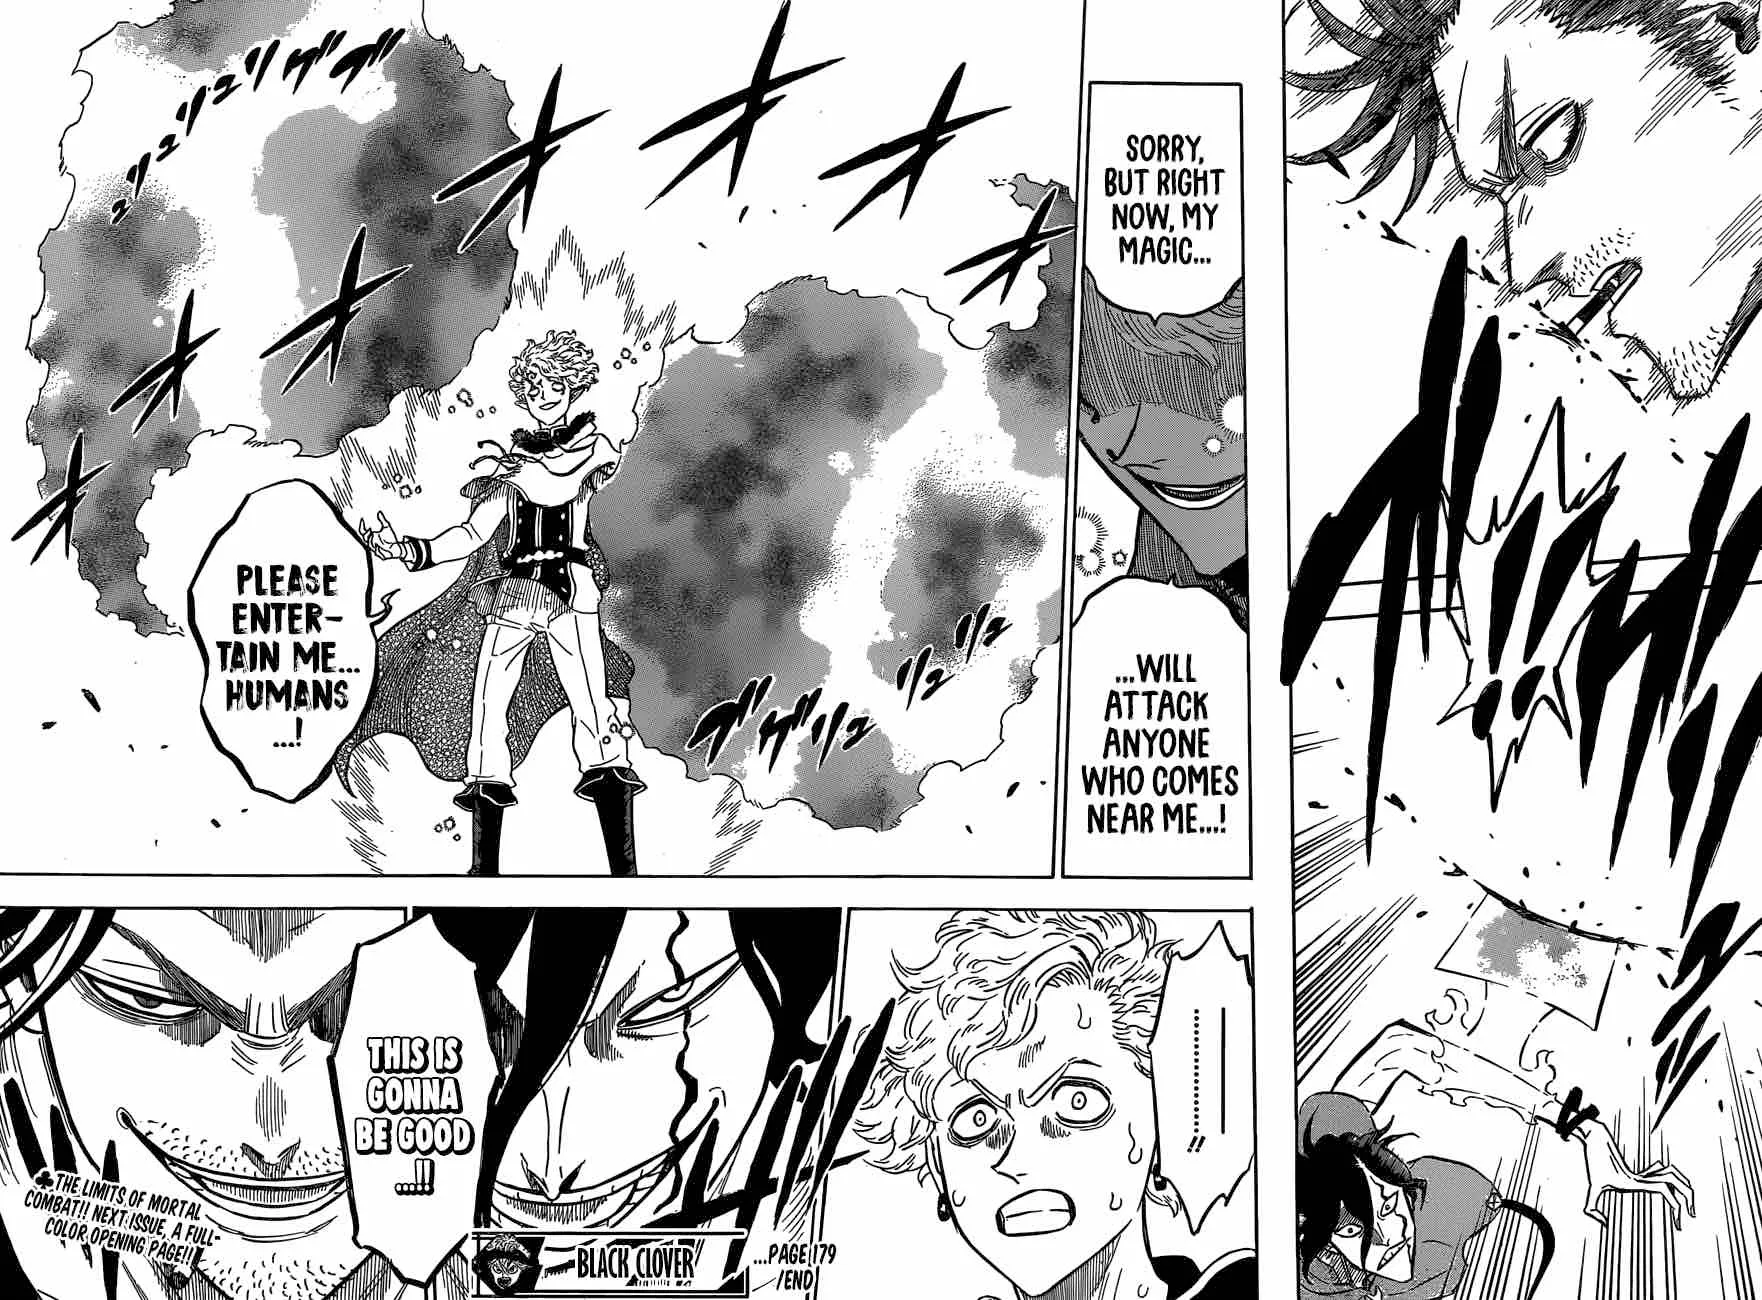 SORRY,
BUT RIGHT
NOW, MY
MAGIC...
...WILL
ATTACK
ANYONE
WHO COMES
NEAR ME...!
PLEASE
ENTER-
TAIN ME...
HUMANS
...!
..........!!
THIS IS
GONNA
BE GOOD
...!!
♣THE LIMITS OF MORTAL
COMBAT!! NEXT ISSUE, A FULL-
COLOR OPENING PAGE!!
BLACK CLOVER
...PAGE 179
/END